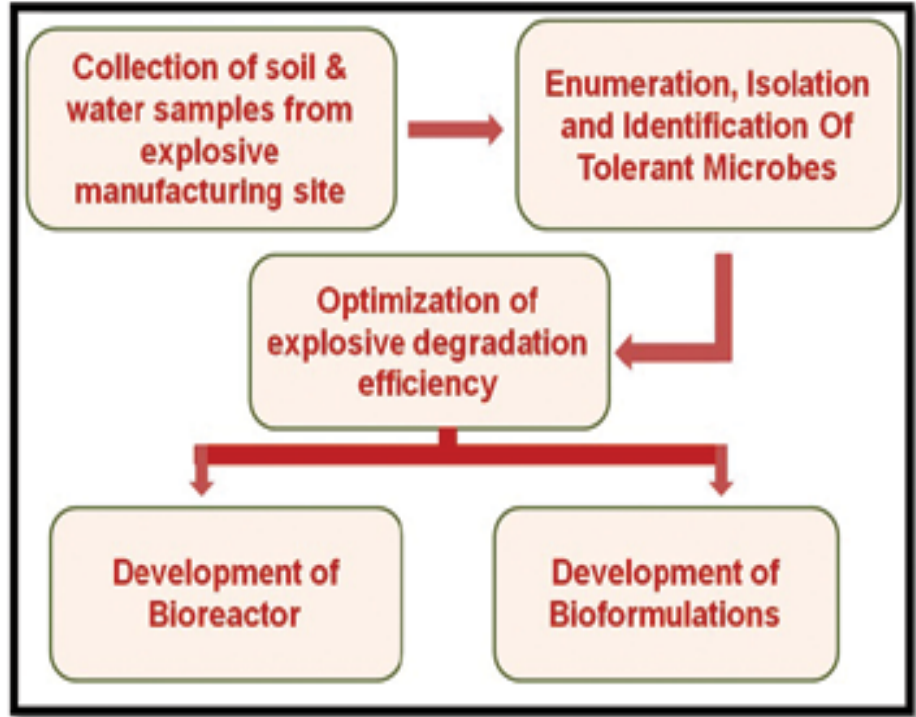 Collection of soil &
water samples from
explosive
manufacturing site
Enumeration, Isolation
and Identification Of
Tolerant Microbes
Optimization of
explosive degradation
efficiency
Development of
Bioreactor
Development of
Bioformulations